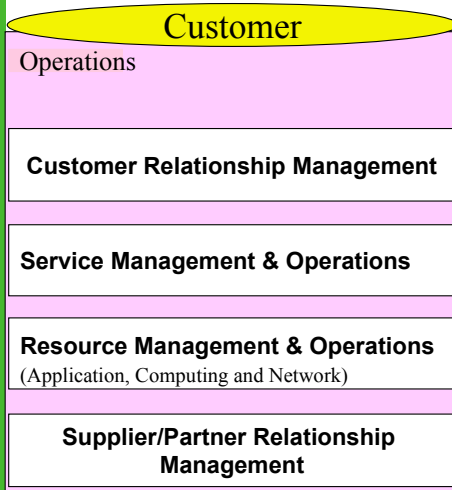 Customer
Operations
Customer Relationship Management
Service Management & Operations
Resource Management & Operations
(Application, Computing and Network)
Supplier/Partner Relationship
Management